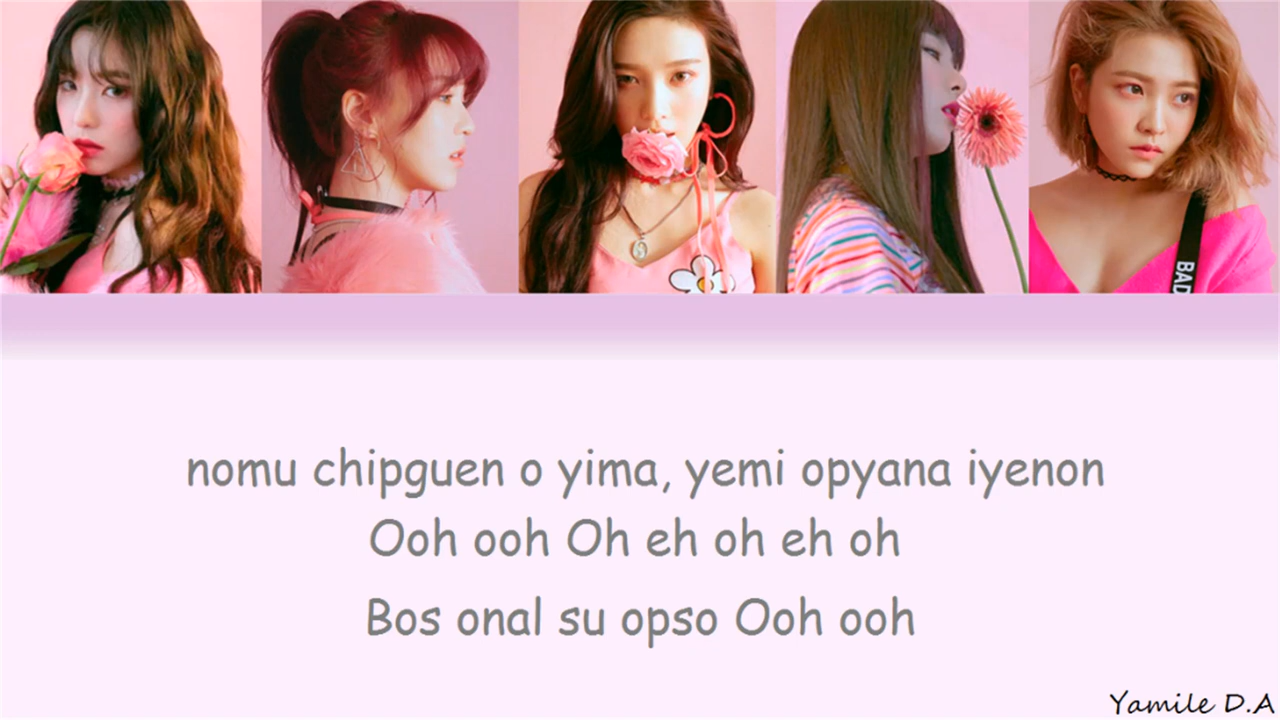 BAD
nomu chipguen o yima, yemi opyana iyenon
Ooh ooh Oh eh oh eh oh
Bos onal su opso Ooh ooh
Yamile D.A